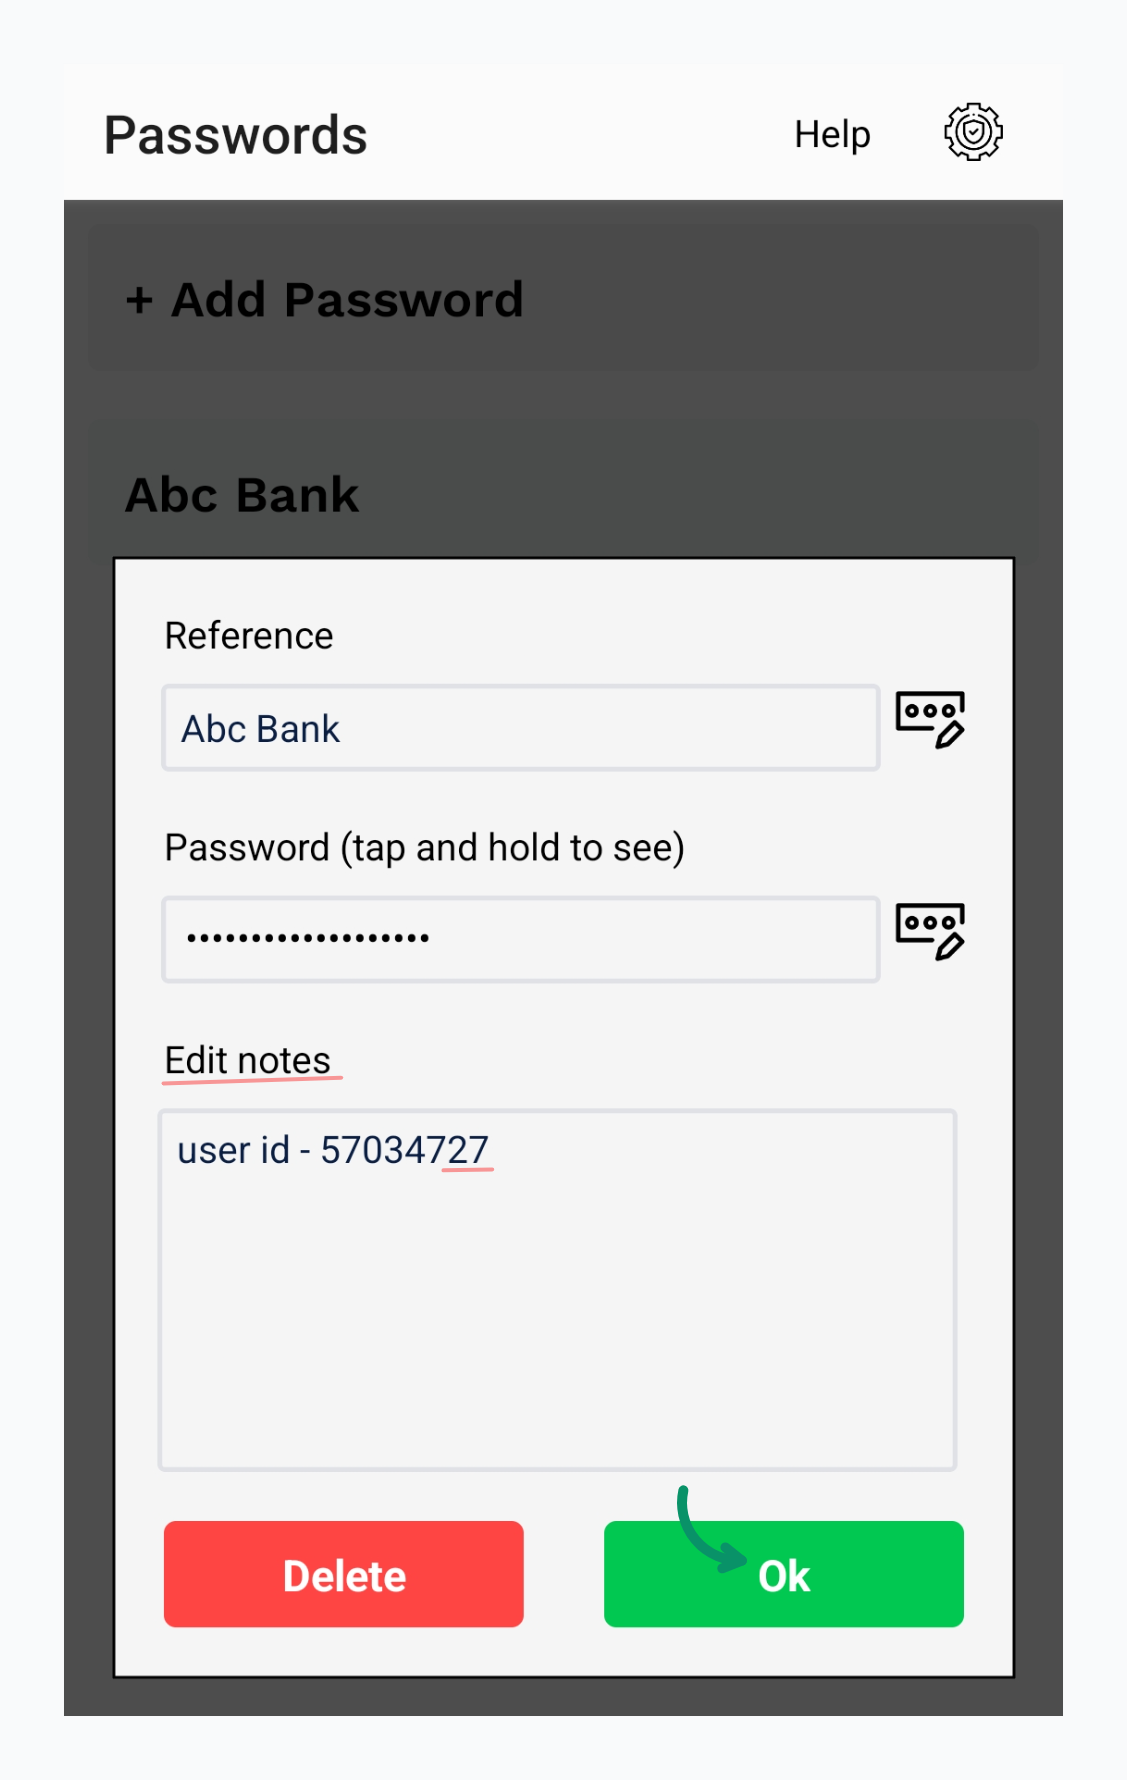 Passwords Help
+ Add Password
Abc Bank
Reference
Abc Bank
Password (tap and hold to see)
•••••••••••••••••••
Edit notes
user id - 57034727
Delete Ok